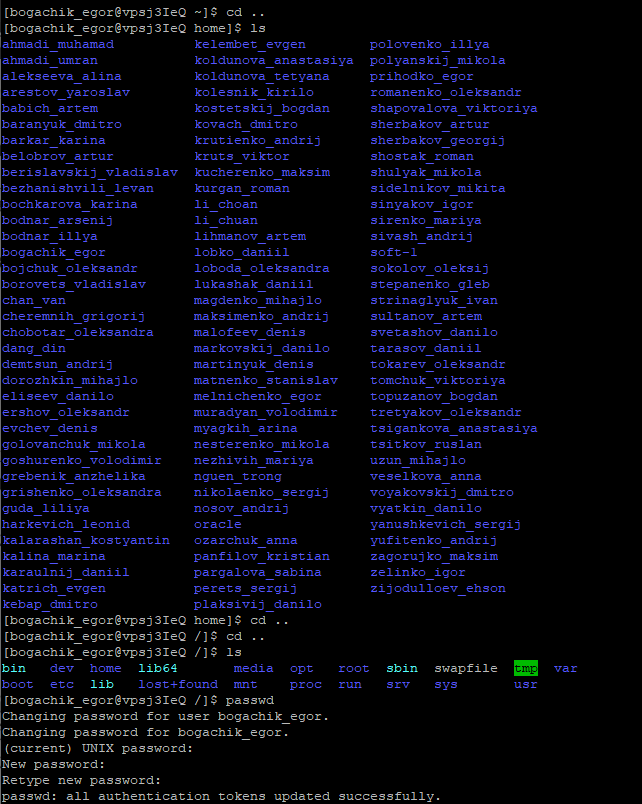 [bogachik_egor@vpsj3IeQ ~]$ cd ..
[bogachik_egor@vpsj3IeQ home]$ ls
ahmadi_muhamad kelembet_evgen polovenko_illya
ahmadi_umran koldunova_anastasiya polyanskij_mikola
alekseeva_alina koldunova_tetyana prihodko_egor
arestov_yaroslav kolesnik_kirilo romanenko_oleksandr
babich_artem kostetskij_bogdan shapovalova_viktoriya
baranyuk_dmitro kovach_dmitro sherbakov_artur
barkar_karina krutienko_andrij sherbakov_georgij
belobrov_artur kruts_viktor shostak_roman
berislavskij_vladislav kucherenko_maksim shulyak_mikola
bezhanishvili_levan kurgan_roman sidelnikov_mikita
bochkarova_karina li_choan sinyakov_igor
bodnar_arsenij li_chuan sirenko_mariya
bodnar_illya lihmanov_artem sivash_andrij
bogachik_egor lobko_daniil soft-1
bojchuk_oleksandr loboda_oleksandra sokolov_oleksij
borovets_vladislav lukashak_daniil stepanenko_gleb
chan_van magdenko_mihajlo strinaglyuk_ivan
cheremnih_grigorij maksimenko_andrij sultanov_artem
chobotar_oleksandra malofeev_denis svetashov_danilo
dang_din markovskij_danilo tarasov_daniil
demtsun_andrij martinyuk_denis tokarev_oleksandr
dorozhkin_mihajlo matnenko_stanislav tomchuk_viktoriya
eliseev_danilo melnichenko_egor topuzanov_bogdan
ershov_oleksandr muradyan_volodimir tretyakov_oleksandr
evchev_denis myagkih_arina tsigankova_anastasiya
golovanchuk_mikola nesterenko_mikola tsitkov_ruslan
goshurenko_volodimir nezhivih_mariya uzun_mihajlo
grebenik_anzhelika nguen_trong veselkova_anna
grishenko_oleksandra nikolaenko_sergij voyakovskij_dmitro
guda_liliya nosov_andrij vyatkin_danilo
harkevich_leonid oracle yanushkevich_sergij
kalarashan_kostyantin ozarchuk_anna yufitenko_andrij
kalina_marina panfilov_kristian zagorujko_maksim
karaulnij_daniil pargalova_sabina zelinko_igor
katrich_evgen perets_sergij zijodulloev_ehson
kebap_dmitro plaksivij_danilo
[bogachik_egor@vpsj3IeQ home]$ cd ..
[bogachik_egor@vpsj3IeQ /]$ cd ..
[bogachik_egor@vpsj3IeQ /]$ ls
bin dev home lib64 media opt root sbin swapfile tmp var
boot etc lib lost+found mnt proc run srv sys usr
[bogachik_egor@vpsj3IeQ /]$ passwd
Changing password for user bogachik_egor.
Changing password for bogachik_egor.
(current) UNIX password:
New password:
Retype new password:
passwd: all authentication tokens updated successfully.